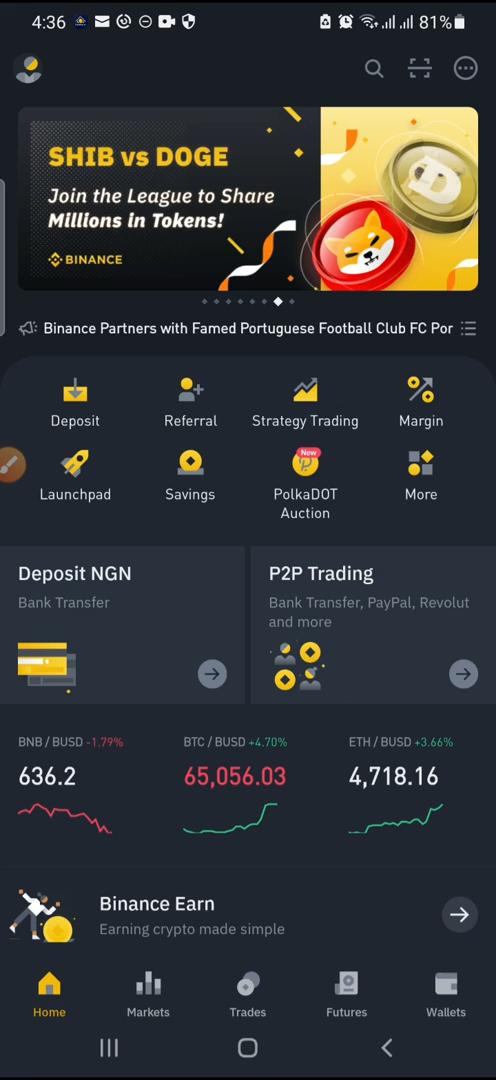 4:36
81%
SHIB vs DOGE
Join the League to Share
Millions in Tokens!
BINANCE
Binance Partners with Famed Portuguese Football Club FC Por
Deposit
Referral
Strategy Trading
Margin
New
Launchpad
Savings
PolkaDOT
Auction
More
Deposit NGN
Bank Transfer
P2P Trading
Bank Transfer, PayPal, Revolut
and more
BNB / BUSD -1.79%
636.2
BTC / BUSD +4.70%
65,056.03
ETH / BUSD +3.66%
4,718.16
Binance Earn
Earning crypto made simple
Home
Markets
Trades
Futures
Wallets